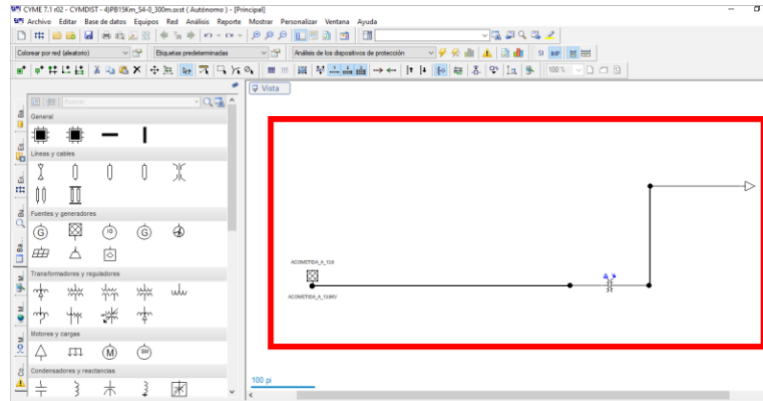 CYME 7.1 r02 - CYMDIST - 4)PB15Km_S4-0_300m.sxst ( Autónomo ) - [Principal]
Archivo Editar Base de datos Equipos Red Análisis Reporte Mostrar Personalizar Ventana Ayuda
Colorear por red (aleatorio) Etiquetas predeterminadas Análisis de los dispositivos de protección
100 %
Vista
Buscar
General
Líneas y cables
Fuentes y generadores
Transformadores y reguladores
Motores y cargas
Condensadores y reactancias
ACOMETIDA_A_13.8
ACOMETIDA_A_13.8KV
100 pi